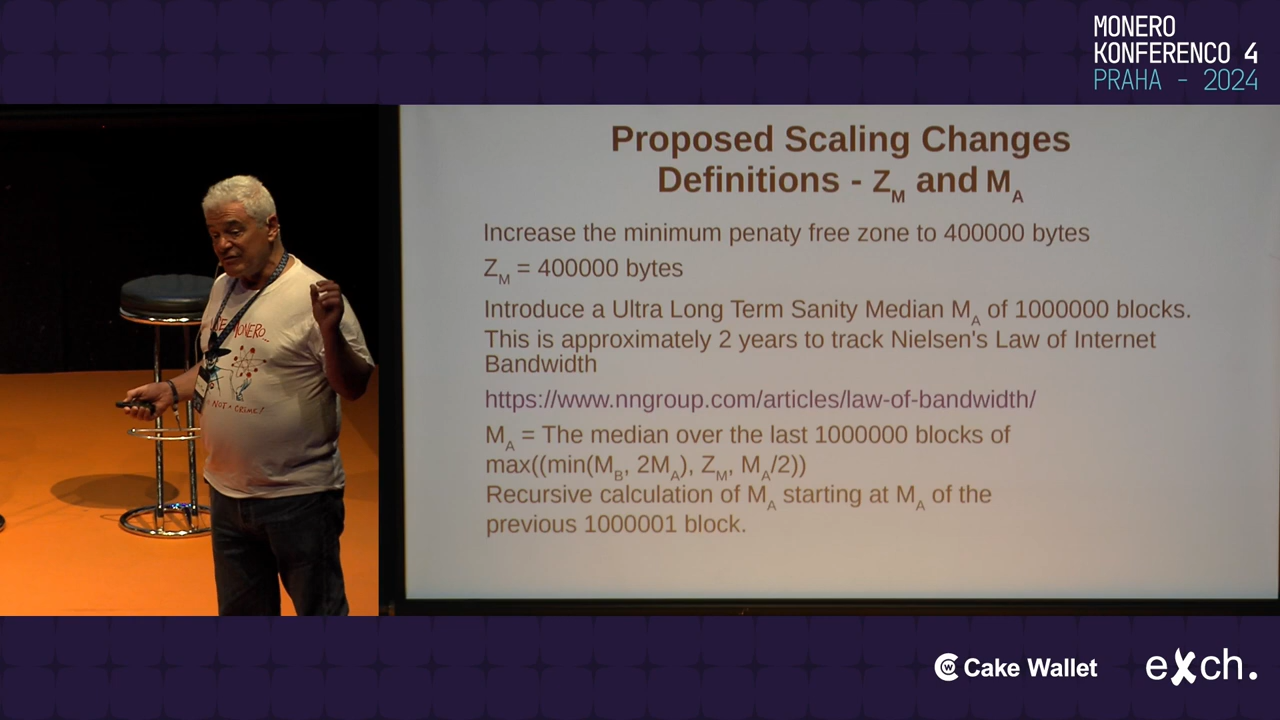 MONERO
KONFERENCO 4
PRAHA - 2024
Proposed Scaling Changes
Definitions - ZM and MA
Increase the minimum penaty free zone to 400000 bytes
ZM = 400000 bytes
Introduce a Ultra Long Term Sanity Median MA of 1000000 blocks.
This is approximately 2 years to track Nielsen's Law of Internet
Bandwidth
https://www.nngroup.com/articles/law-of-bandwidth/
MA = The median over the last 1000000 blocks of
max((min(MB, 2MA), ZM, MA/2))
Recursive calculation of MA starting at MA of the
previous 1000001 block.
MONERO...
NOT A CRIME!
Cake Wallet
eXch.